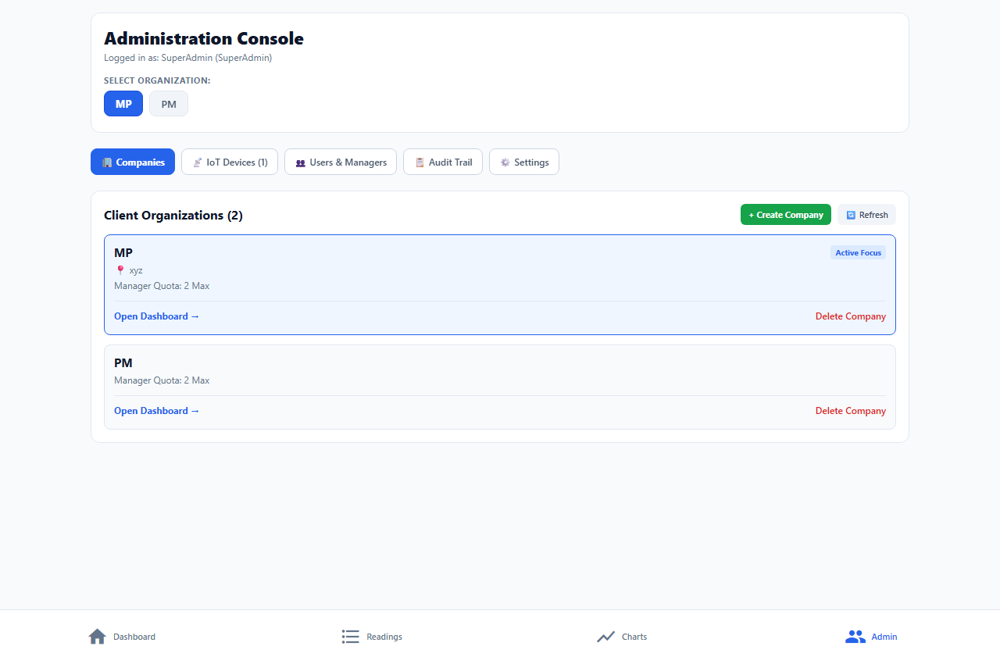 Administration Console
Logged in as: SuperAdmin (SuperAdmin)
SELECT ORGANIZATION:
MP PM
Companies IoT Devices (1) Users & Managers Audit Trail Settings
Client Organizations (2) + Create Company Refresh
MP Active Focus
xyz
Manager Quota: 2 Max
Open Dashboard → Delete Company
PM
Manager Quota: 2 Max
Open Dashboard → Delete Company
Dashboard Readings Charts Admin